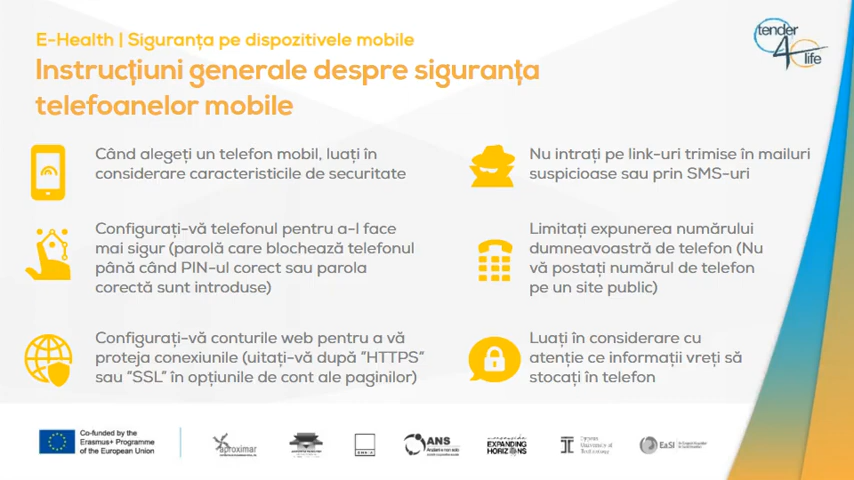 E-Health | Siguranța pe dispozitivele mobile
Instrucțiuni generale despre siguranța
telefoanelor mobile
tender
4
life
Când alegeți un telefon mobil, luați în
considerare caracteristicile de securitate
Configurați-vă telefonul pentru a-l face
mai sigur (parolă care blochează telefonul
până când PIN-ul corect sau parola
corectă sunt introduse)
Configurați-vă conturile web pentru a vă
proteja conexiunile (uitați-vă după "HTTPS"
sau "SSL" în opțiunile de cont ale paginilor)
Nu intrați pe link-uri trimise în mailuri
suspicioase sau prin SMS-uri
Limitați expunerea numărului
dumneavoastră de telefon (Nu
vă postați numărul de telefon
pe un site public)
Luați în considerare cu
atenție ce informații vreți să
stocați în telefon
Co-funded by the
Erasmus+ Programme
of the European Union
aproximar
ANS
EXPANDING
HORIZONS
EaSI